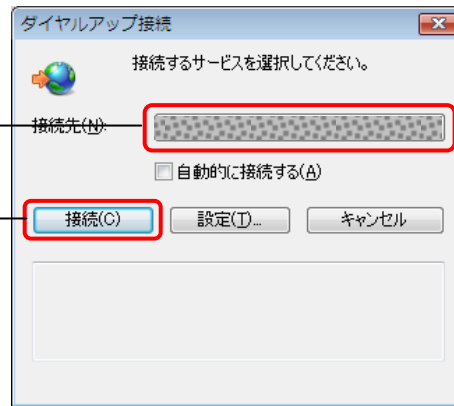 ダイヤルアップ接続
接続するサービスを選択してください。
接続先(N):
自動的に接続する(A)
接続(C)
設定(T)...
キャンセル